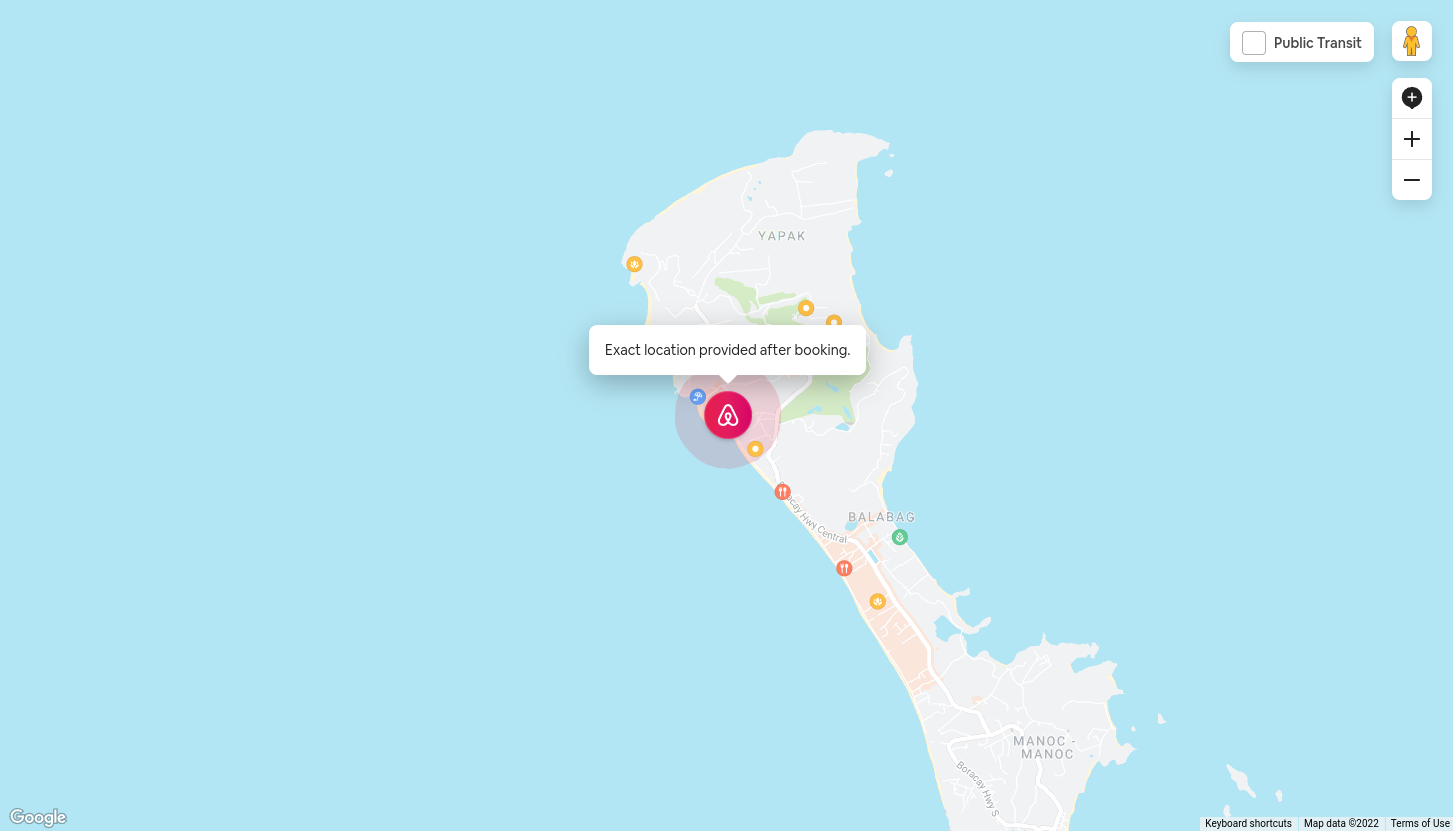 Public Transit
YAPAK
Exact location provided after booking.
Boracay Hwy Central
BALABAG
MANOC -
MANOC
Boracay Hwy S
Google
Keyboard shortcuts
Map data ©2022
Terms of Use